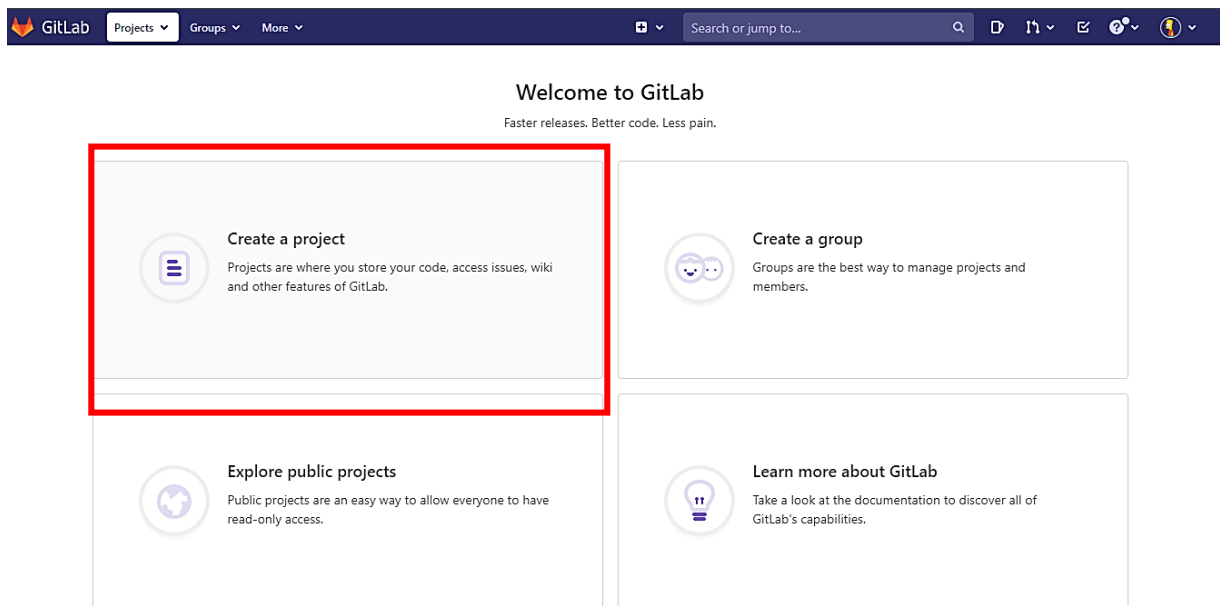 GitLab Projects Groups More Search or jump to...
Welcome to GitLab
Faster releases. Better code. Less pain.
Create a project
Projects are where you store your code, access issues, wiki
and other features of GitLab.
Create a group
Groups are the best way to manage projects and
members.
Explore public projects
Public projects are an easy way to allow everyone to have
read-only access.
Learn more about GitLab
Take a look at the documentation to discover all of
GitLab's capabilities.